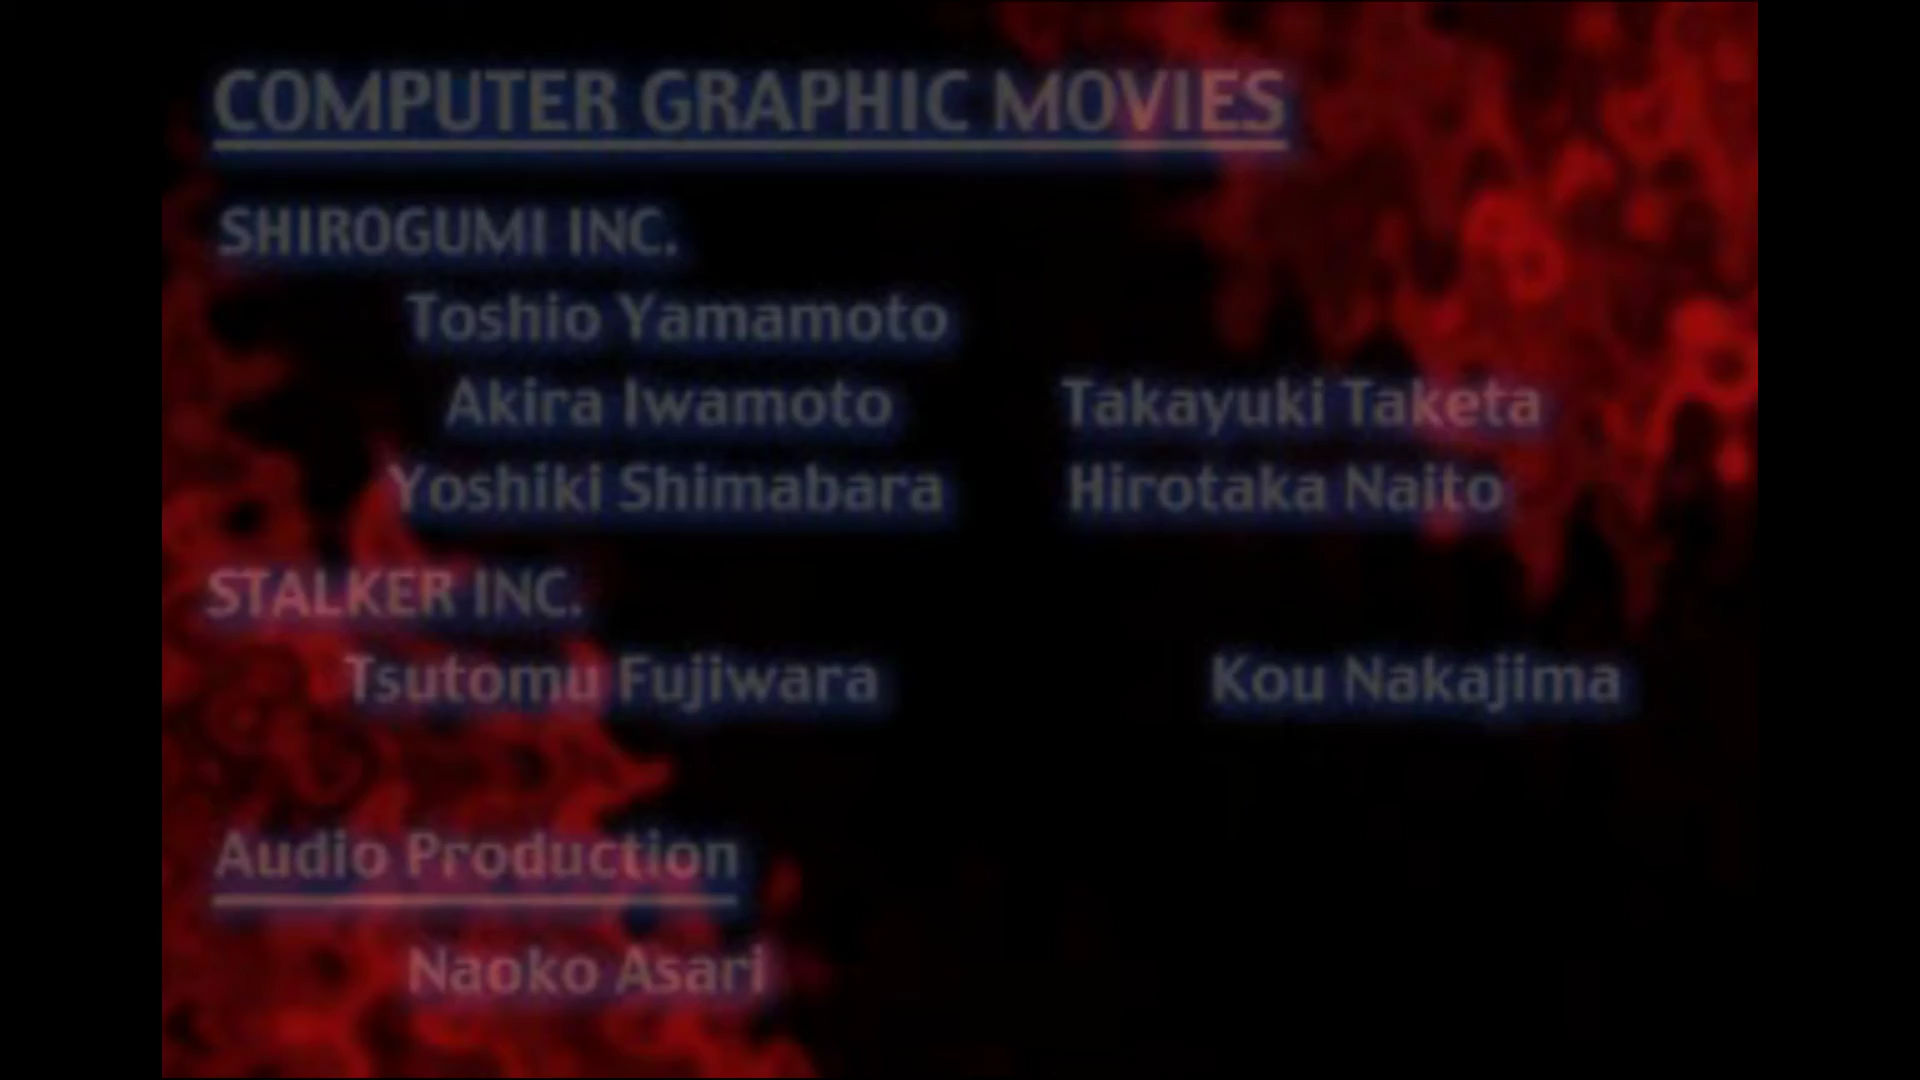 COMPUTER GRAPHIC MOVIES
SHIROGUMI INC.
Toshio Yamamoto
Akira Iwamoto Takayuki Taketa
Yoshiki Shimabara Hirotaka Naito
STALKER INC.
Tsutomu Fujiwara Kou Nakajima
Audio Production
Naoko Asari